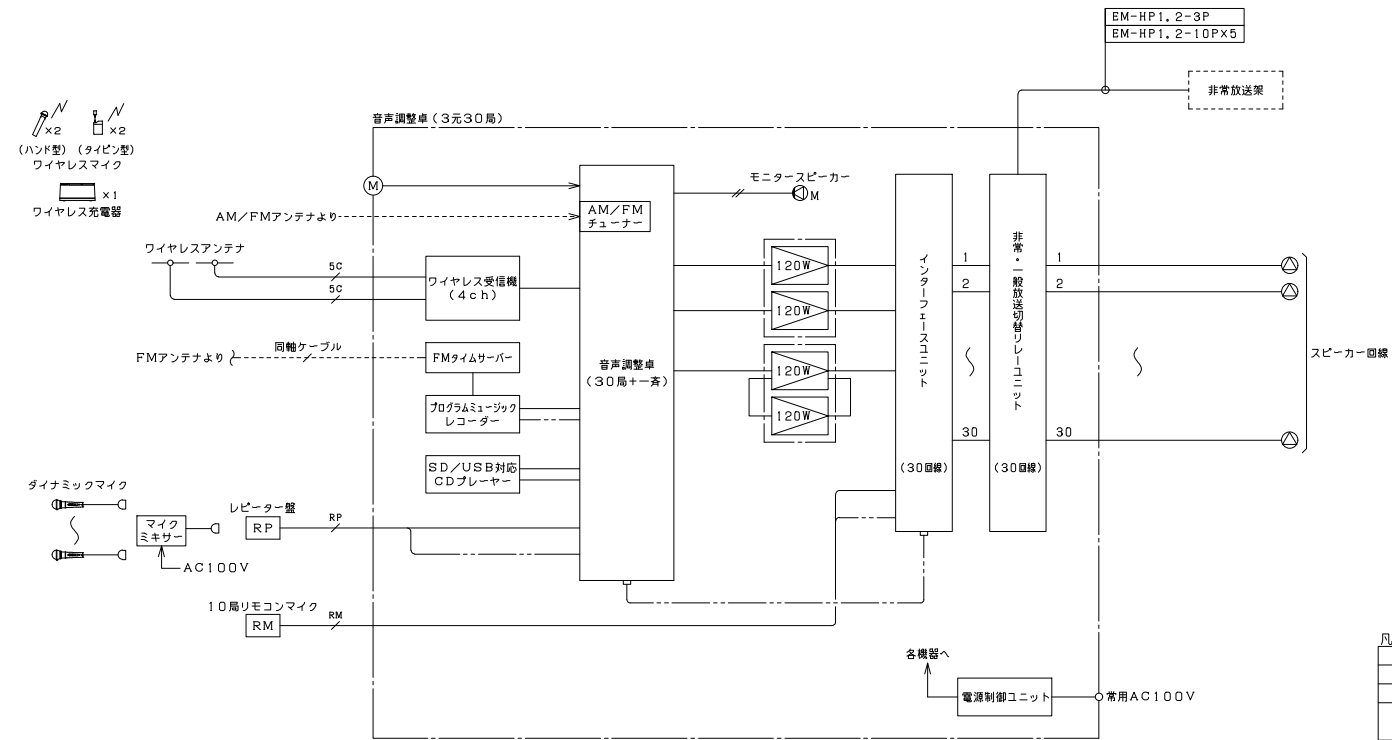 EM-HP1.2-3P
EM-HP1.2-10P×5
非常放送架
×2
×2
(ハンド型)
(タイピン型)
ワイヤレスマイク
×1
ワイヤレス充電器
音声調整卓(3元30局)
M
モニタースピーカー
M
AM/FMアンテナより
AM/FM
チューナー
ワイヤレスアンテナ
5C
5C
ワイヤレス受信機
(4ch)
FMアンテナより
同軸ケーブル
FMタイムサーバー
プログラムミュージック
レコーダー
SD/USB対応
CDプレーヤー
音声調整卓
(30局+一斉)
120W
120W
120W
120W
インターフェースユニット
(30回線)
1
2
30
非常・一般放送切替リレーユニット
(30回線)
1
2
30
スピーカー回線
ダイナミックマイク
マイク
ミキサー
AC100V
レピーター盤
RP
RP
10局リモコンマイク
RM
RM
各機器へ
電源制御ユニット
常用AC100V
凡